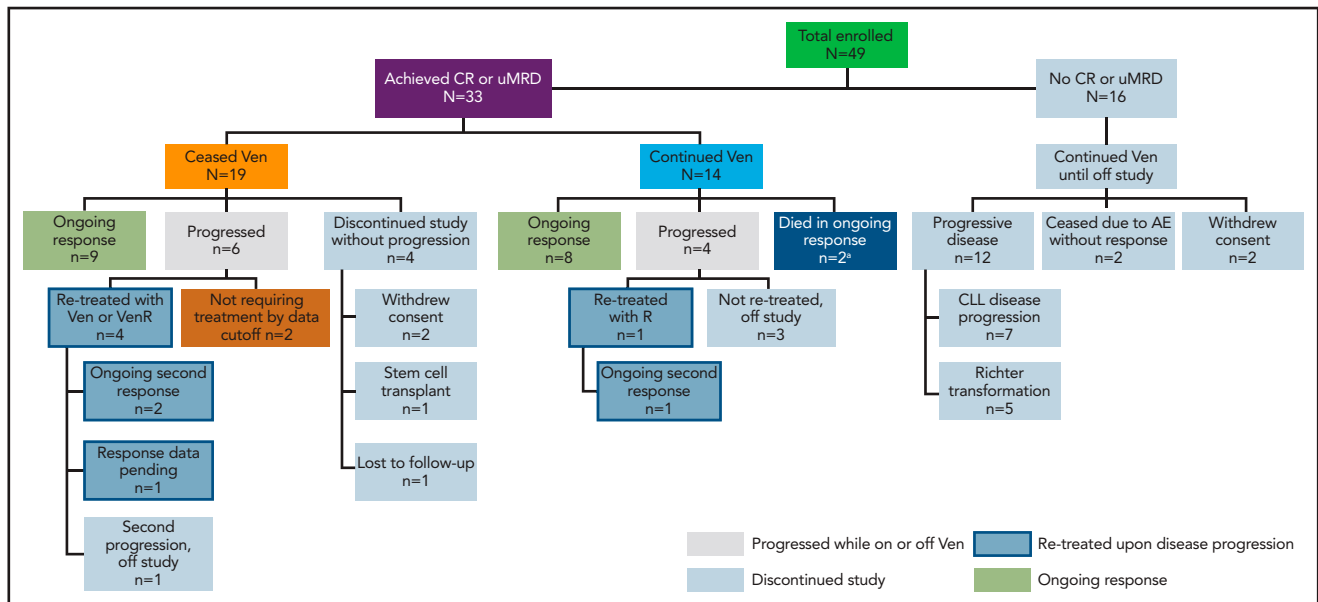 Total enrolled
N=49
Achieved CR or uMRD
N=33
No CR or uMRD
N=16
Ceased Ven
N=19
Continued Ven
N=14
Continued Ven
until off study
Ongoing
response
n=9
Progressed
n=6
Discontinued study
without progression
n=4
Ongoing
response
n=8
Progressed
n=4
Died in ongoing
response
n=2ᵃ
Progressive
disease
n=12
Ceased due to AE
without response
n=2
Withdrew
consent
n=2
Re-treated with
Ven or VenR
n=4
Not requiring
treatment by data
cutoff n=2
Withdrew
consent
n=2
Re-treated
with R
n=1
Not re-treated,
off study
n=3
CLL disease
progression
n=7
Ongoing second
response
n=2
Stem cell
transplant
n=1
Ongoing second
response
n=1
Richter
transformation
n=5
Response data
pending
n=1
Lost to follow-up
n=1
Second
progression,
off study
n=1
Progressed while on or off Ven
Re-treated upon disease progression
Discontinued study
Ongoing response